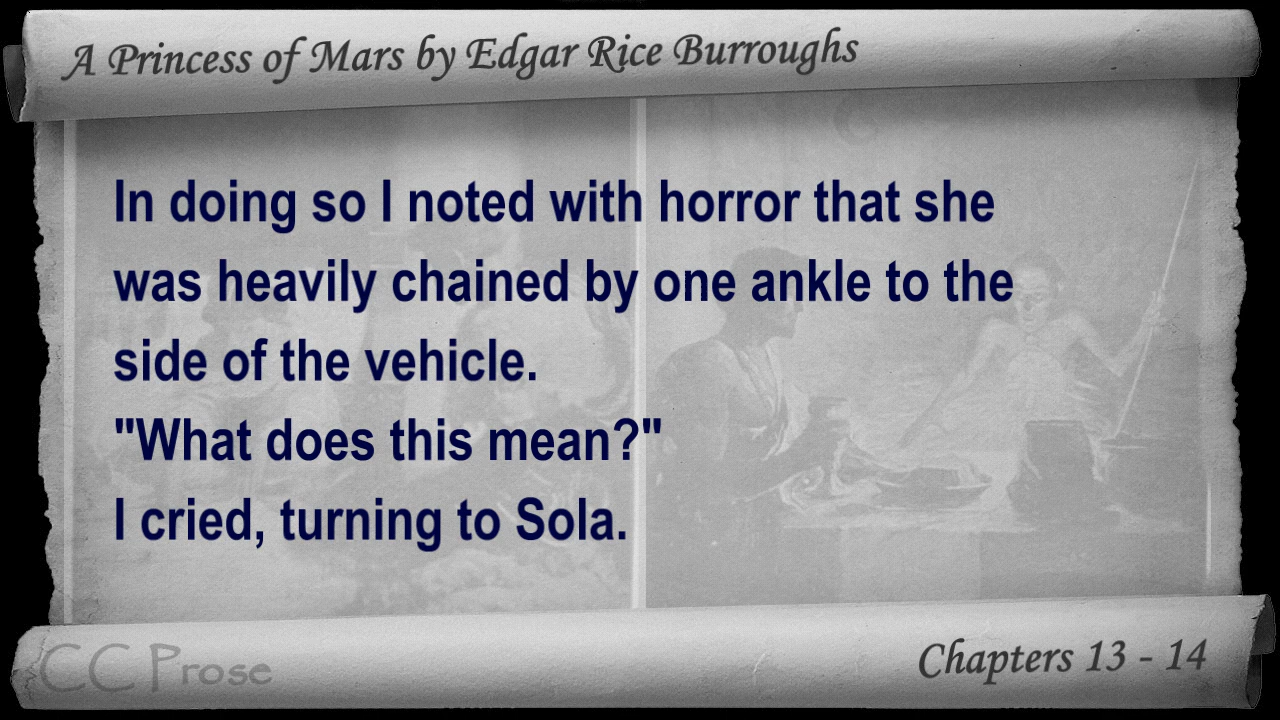 A Princess of Mars by Edgar Rice Burroughs
In doing so I noted with horror that she
was heavily chained by one ankle to the
side of the vehicle.
"What does this mean?"
I cried, turning to Sola.
CC Prose
Chapters 13 - 14